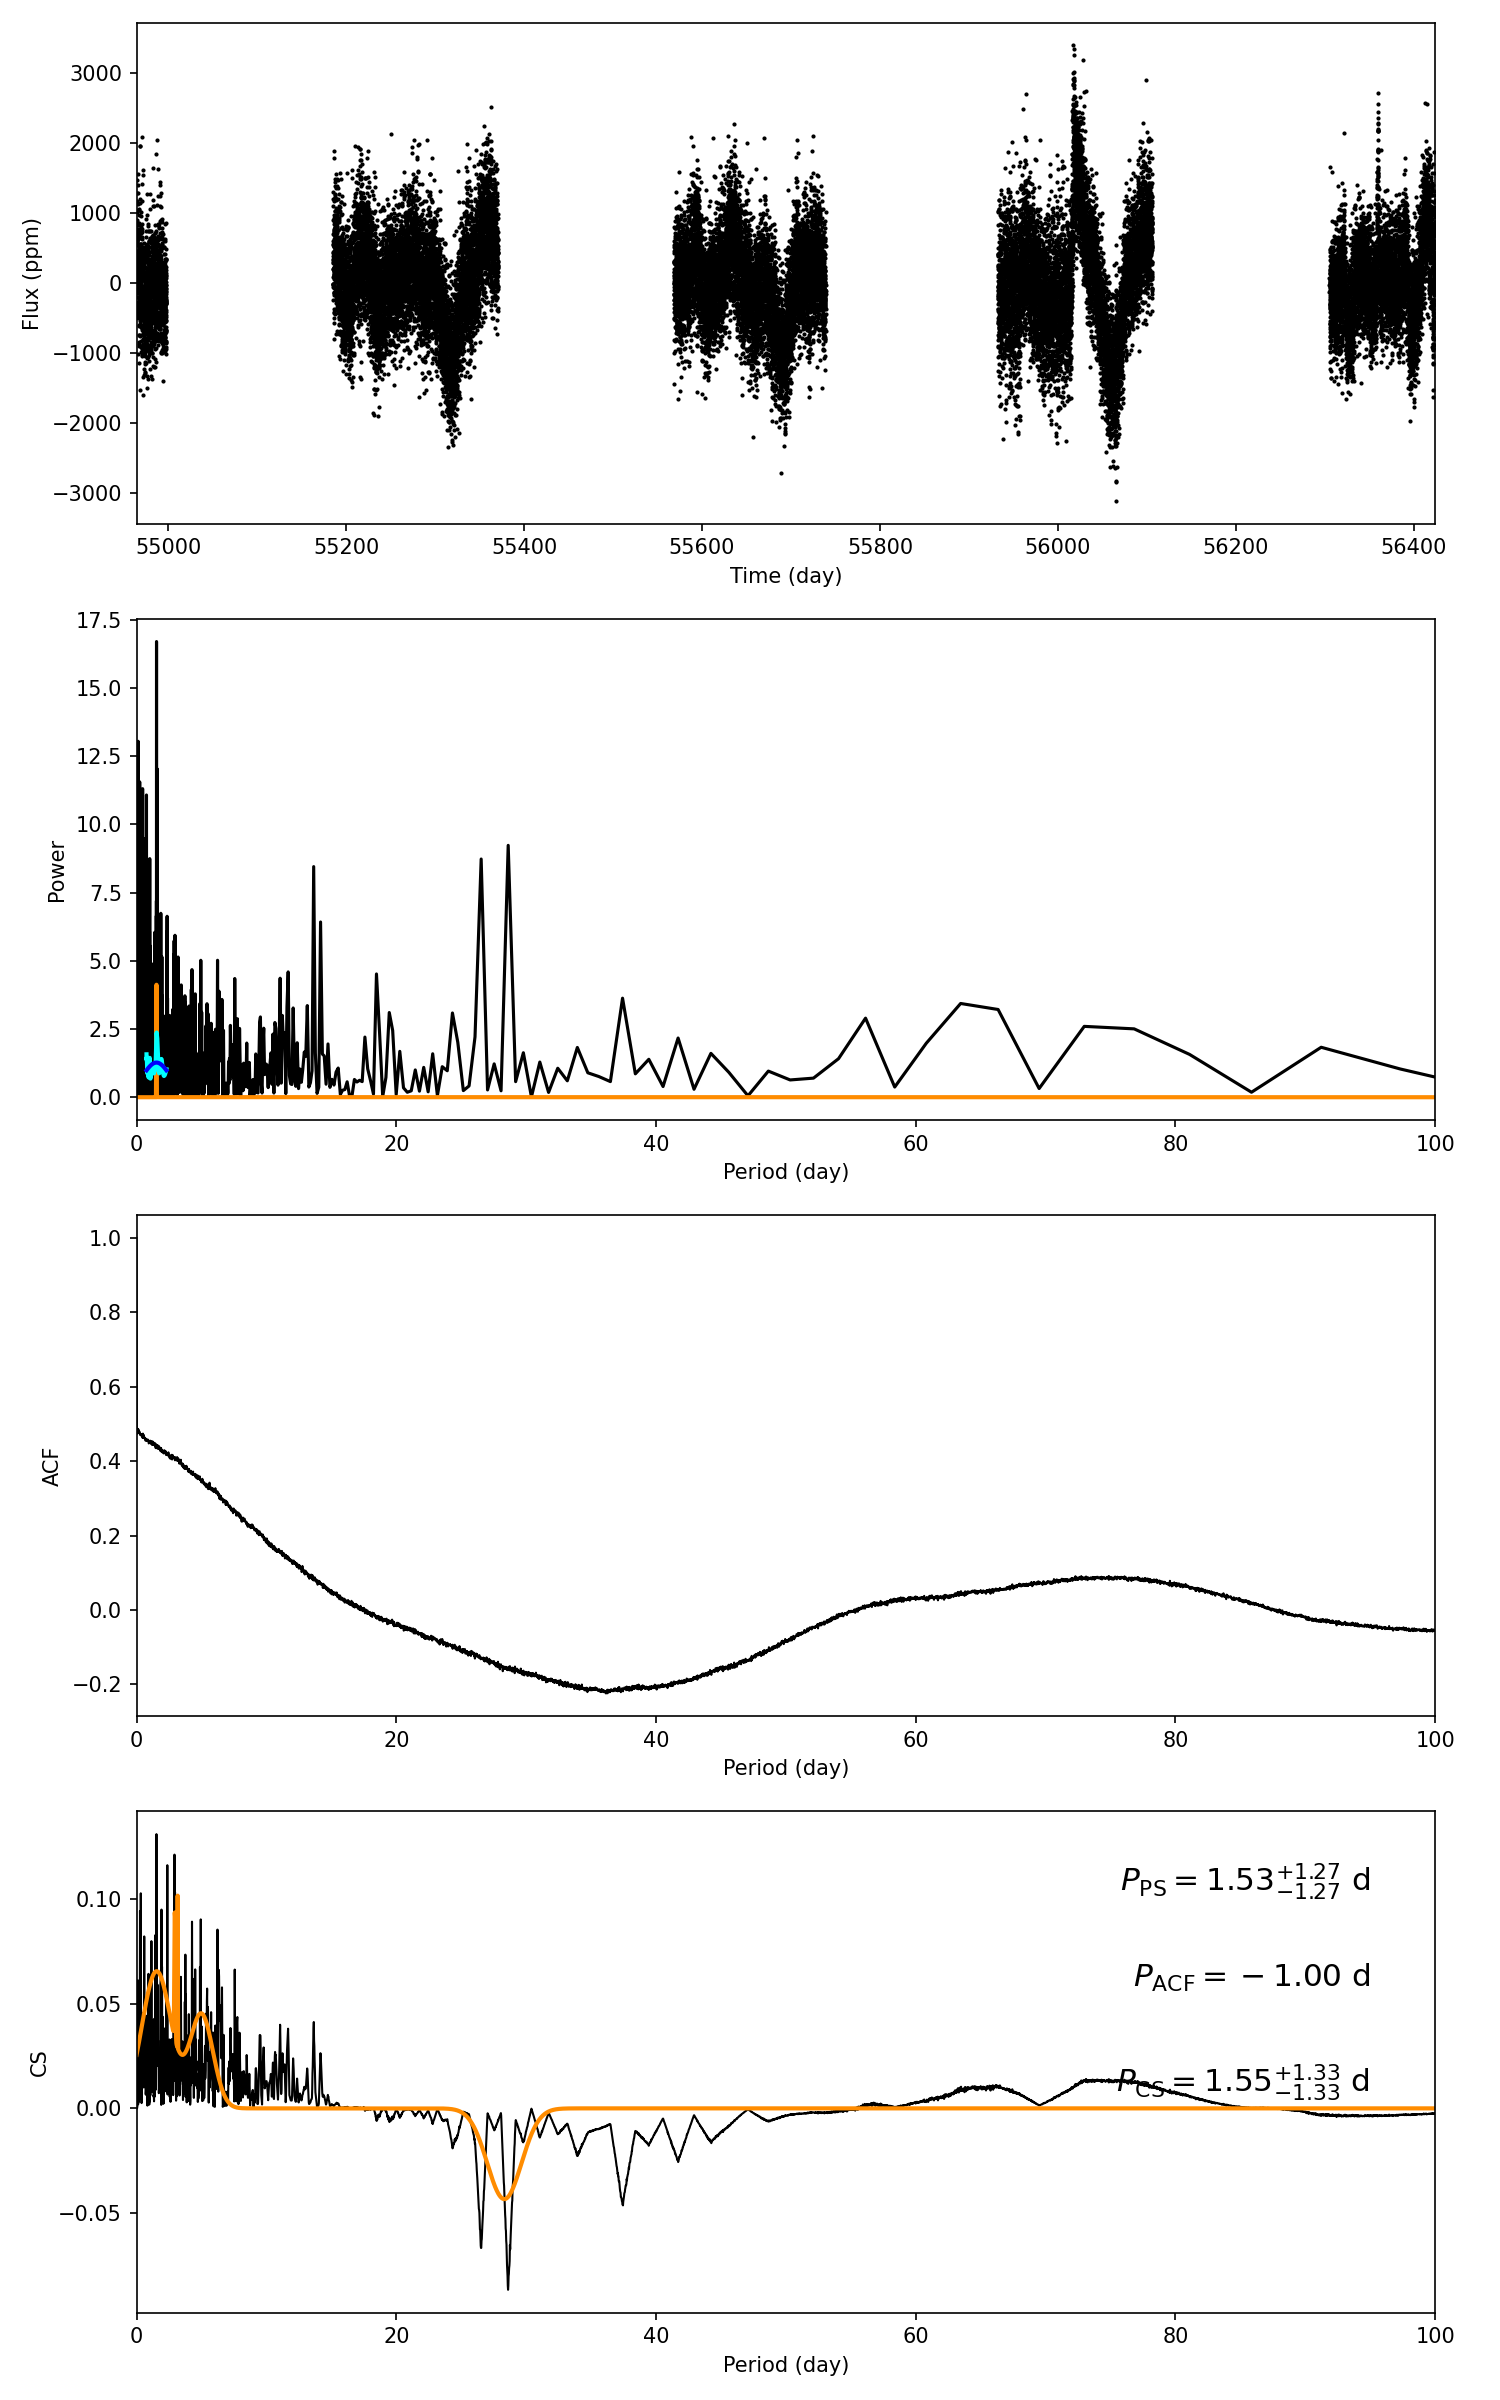 3000
2000
1000
0
−1000
−2000
−3000
Flux (ppm)
55000 55200 55400 55600 55800 56000 56200 56400
Time (day)
17.5
15.0
12.5
10.0
7.5
5.0
2.5
0.0
Power
0 20 40 60 80 100
Period (day)
1.0
0.8
0.6
0.4
0.2
0.0
−0.2
ACF
0 20 40 60 80 100
Period (day)
0.10
0.05
0.00
−0.05
CS
P_PS = 1.53^{+1.27}_{−1.27} d
P_ACF = −1.00 d
P_CS = 1.55^{+1.33}_{−1.33} d
0 20 40 60 80 100
Period (day)